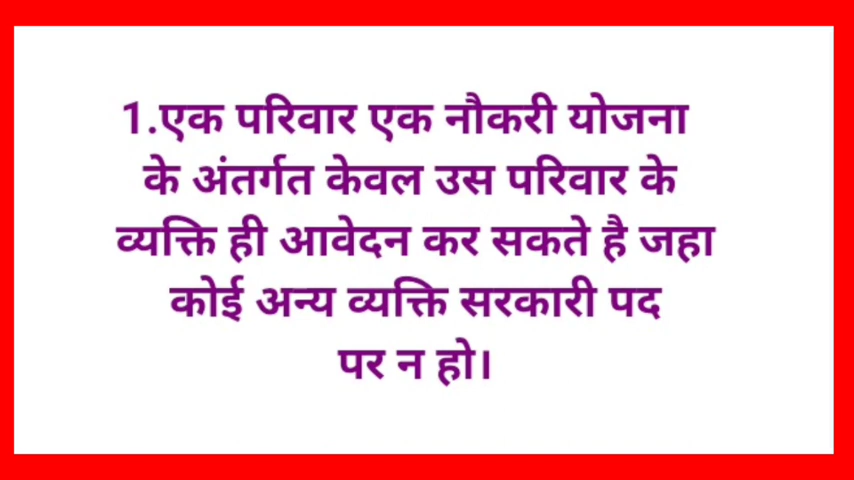 1.एक परिवार एक नौकरी योजना
के अंतर्गत केवल उस परिवार के
व्यक्ति ही आवेदन कर सकते है जहा
कोई अन्य व्यक्ति सरकारी पद
पर न हो।